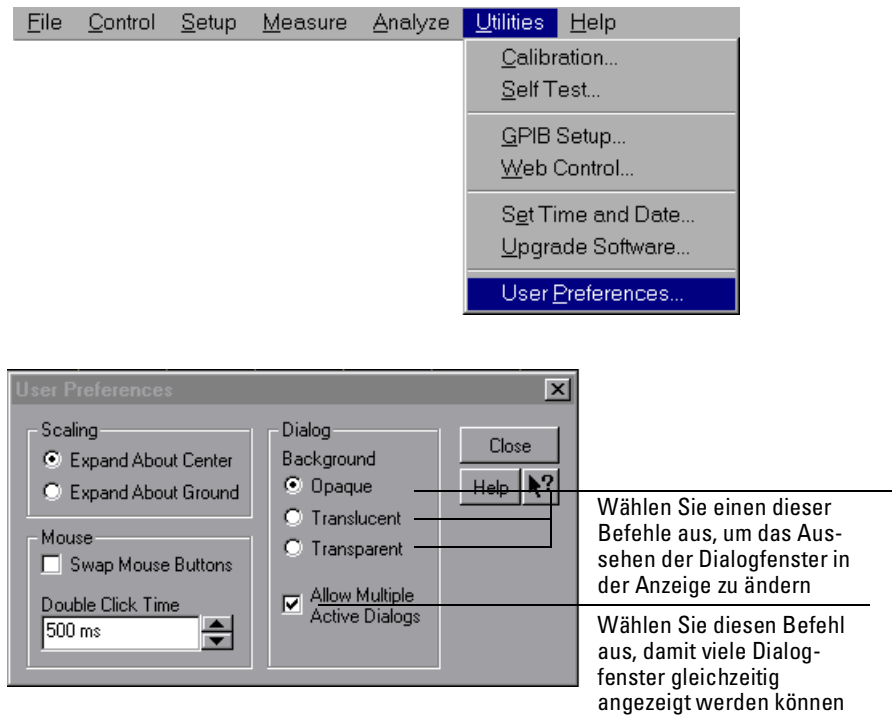 File Control Setup Measure Analyze Utilities Help
Calibration...
Self Test...
GPIB Setup...
Web Control...
Set Time and Date...
Upgrade Software...
User Preferences...
User Preferences
Scaling
Expand About Center
Expand About Ground
Mouse
Swap Mouse Buttons
Double Click Time
500 ms
Dialog
Background
Opaque
Translucent
Transparent
Allow Multiple
Active Dialogs
Close
Help
Wählen Sie einen dieser
Befehle aus, um das Aus-
sehen der Dialogfenster in
der Anzeige zu ändern
Wählen Sie diesen Befehl
aus, damit viele Dialog-
fenster gleichzeitig
angezeigt werden können